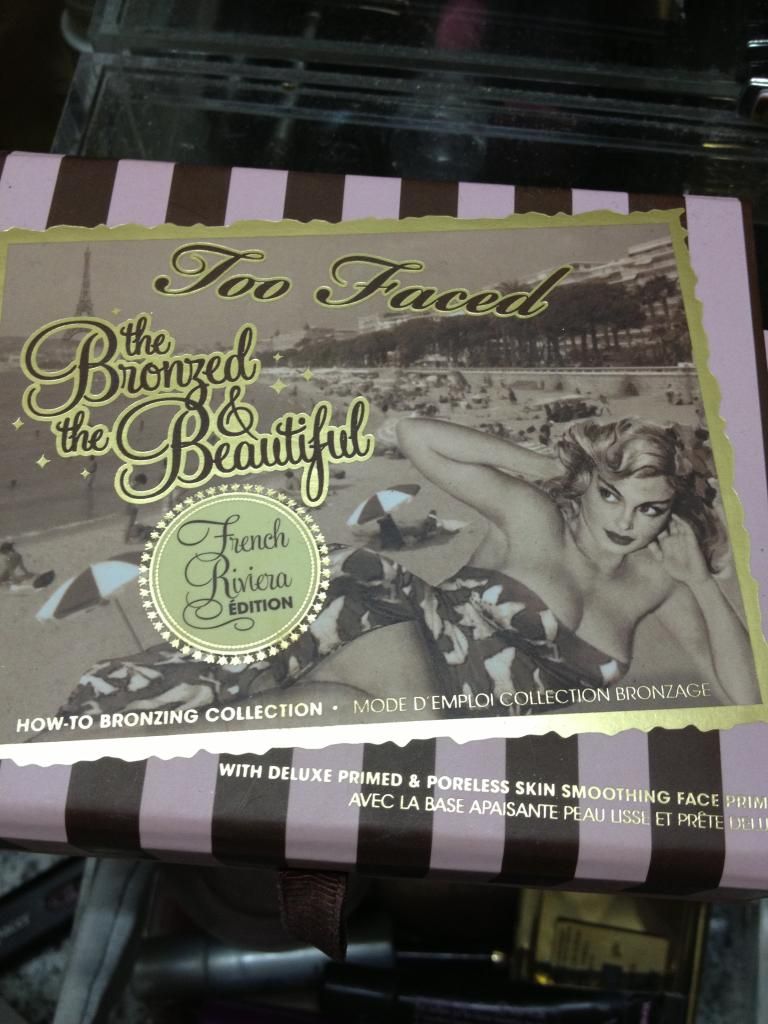 Too Faced
the
Bronzed
&
the Beautiful
French
Riviera
ÉDITION
HOW-TO BRONZING COLLECTION • MODE D'EMPLOI COLLECTION BRONZAGE
WITH DELUXE PRIMED & PORELESS SKIN SMOOTHING FACE PRIM
AVEC LA BASE APAISANTE PEAU LISSE ET PRÊTE DELU